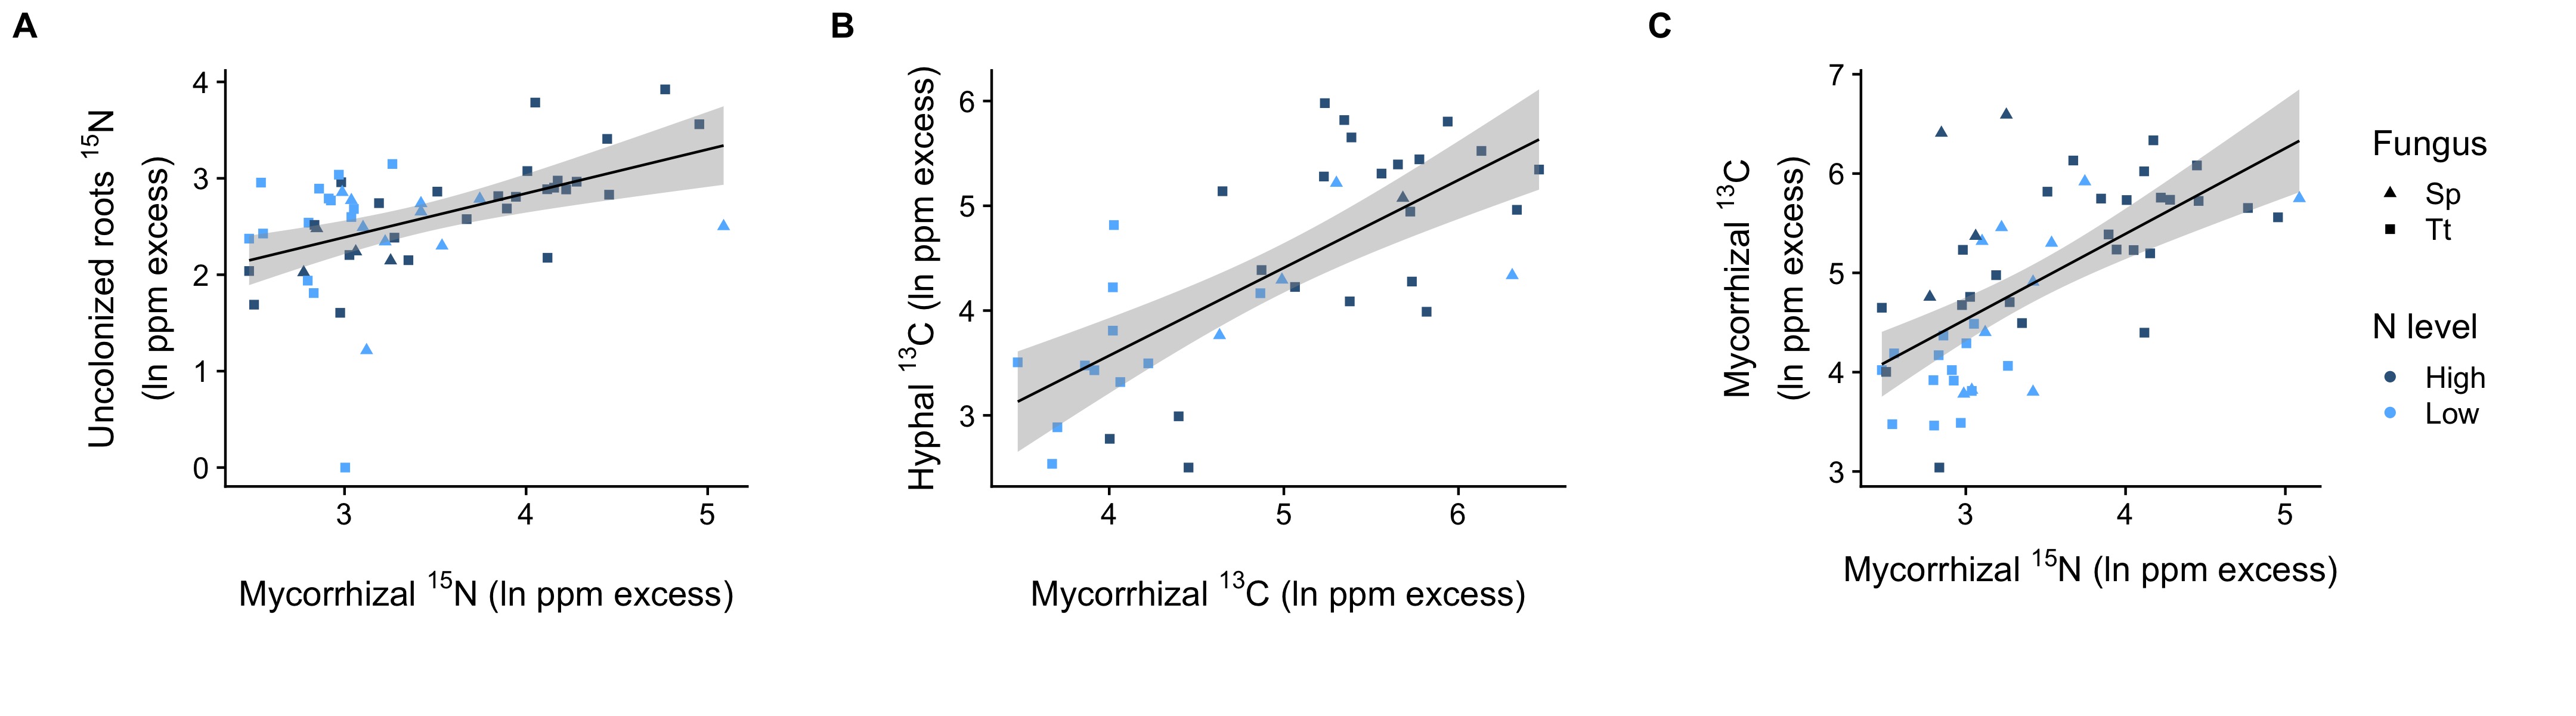 A
Uncolonized roots ¹⁵N
(ln ppm excess)
4
3
2
1
0
3 4 5
Mycorrhizal ¹⁵N (ln ppm excess)
B
Hyphal ¹³C (ln ppm excess)
6
5
4
3
4 5 6
Mycorrhizal ¹³C (ln ppm excess)
C
Mycorrhizal ¹³C
(ln ppm excess)
7
6
5
4
3
3 4 5
Mycorrhizal ¹⁵N (ln ppm excess)
Fungus
Sp
Tt
N level
High
Low